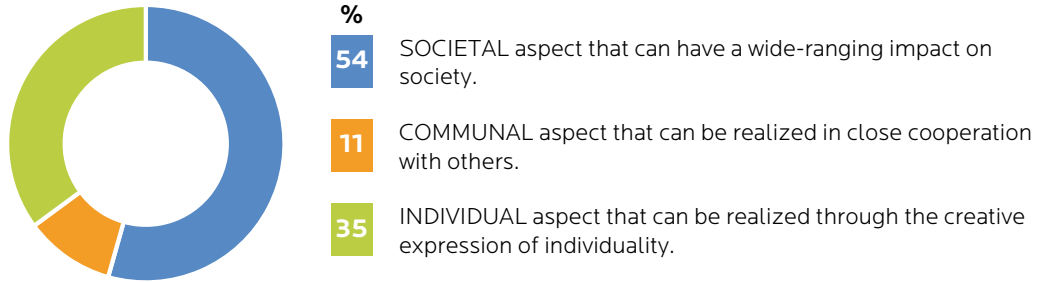 %
54
SOCIETAL aspect that can have a wide-ranging impact on
society.
11
COMMUNAL aspect that can be realized in close cooperation
with others.
35
INDIVIDUAL aspect that can be realized through the creative
expression of individuality.